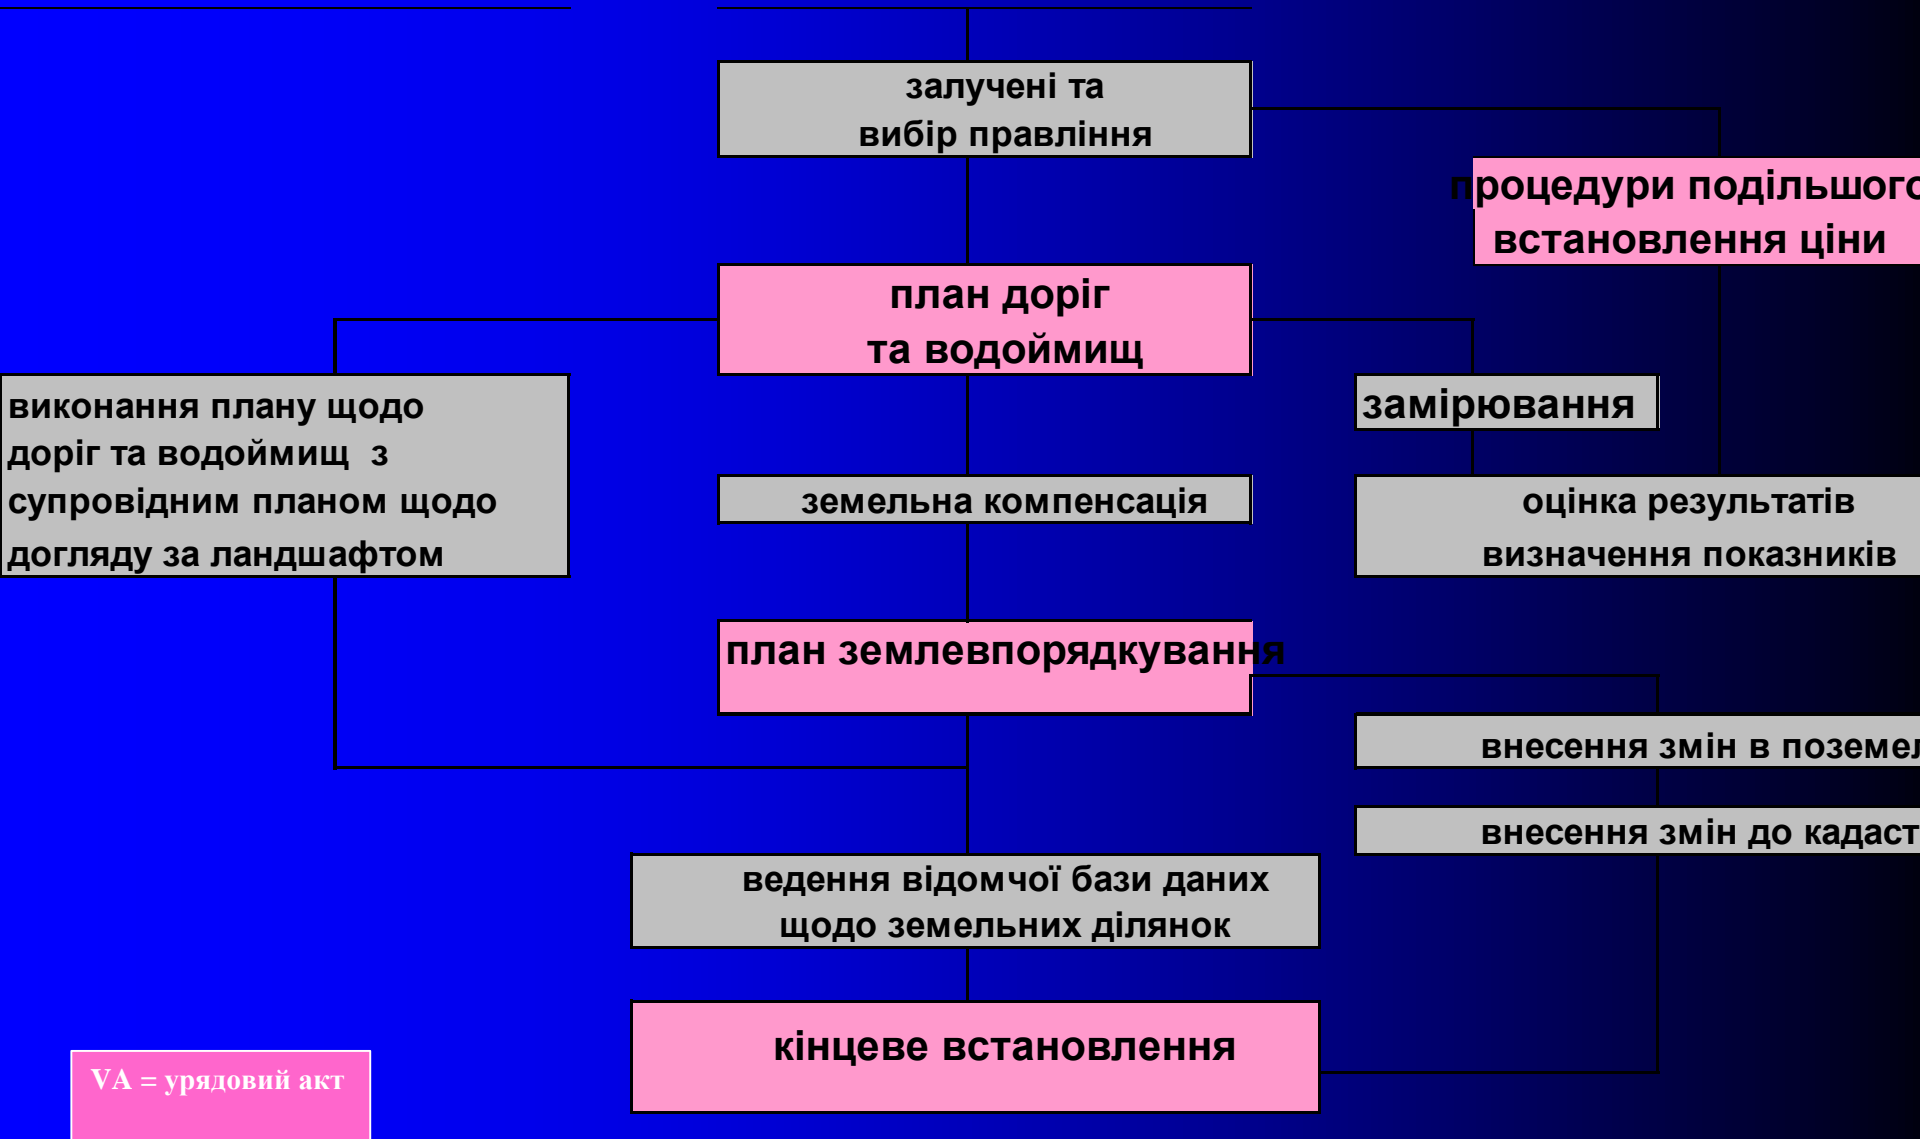 залучені та
вибір правління
процедури подільшого
встановлення ціни
план доріг
та водоймищ
виконання плану щодо
доріг та водоймищ з
супровідним планом щодо
догляду за ландшафтом
замірювання
земельна компенсація
оцінка результатів
визначення показників
план землевпорядкування
внесення змін в
внесення змін до
ведення відомчої бази даних
щодо земельних ділянок
кінцеве встановлення
VA = урядовий акт